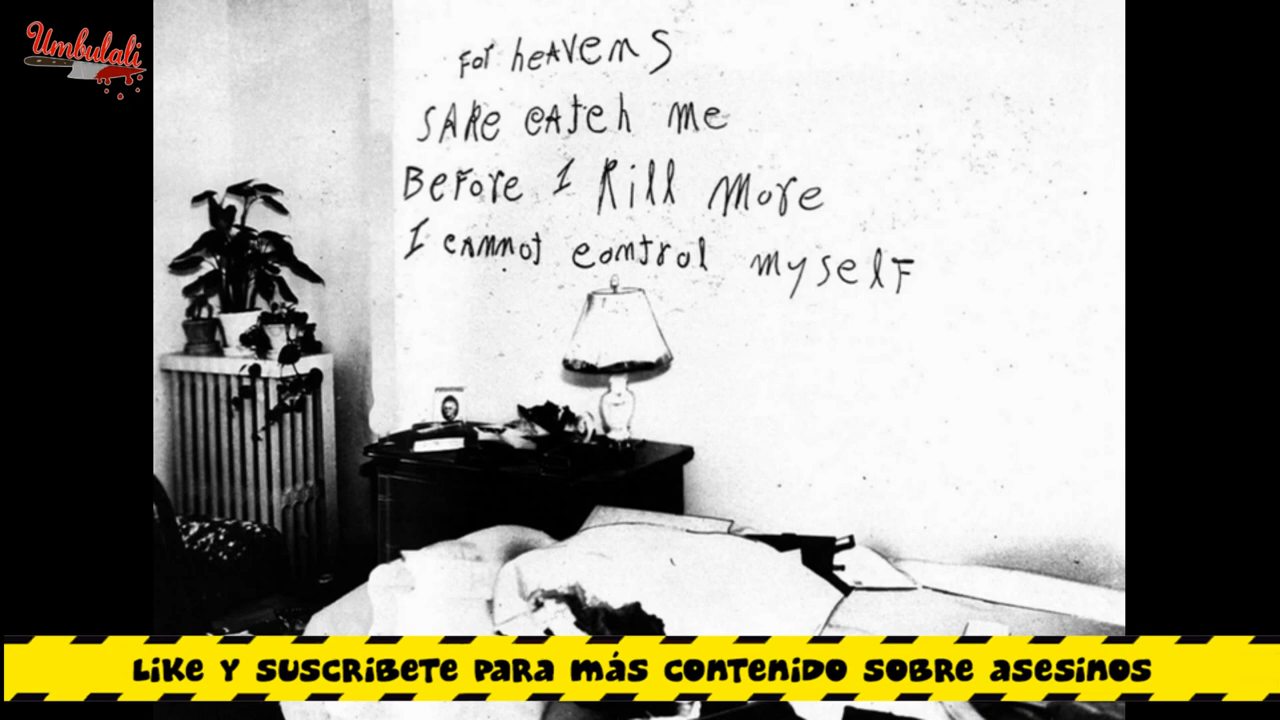 Umbulali
For heavens
SAKe cATch me
BeFore I Kill More
I cannot control myself
LIKE Y SUSCRIBETE PARA MÁS CONTENIDO SOBRE ASESINOS